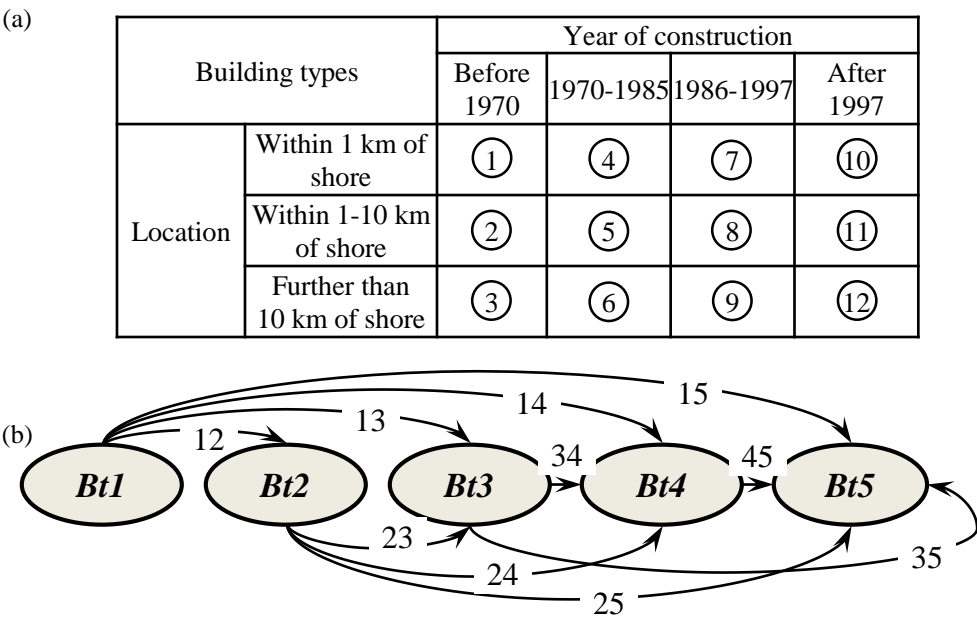 (a)
Building types
Year of construction
Before
1970
1970-1985
1986-1997
After
1997
Location
Within 1 km of
shore
1
4
7
10
Within 1-10 km
of shore
2
5
8
11
Further than
10 km of shore
3
6
9
12
(b)
15
14
13
12
34
45
Bt1
Bt2
Bt3
Bt4
Bt5
23
24
25
35